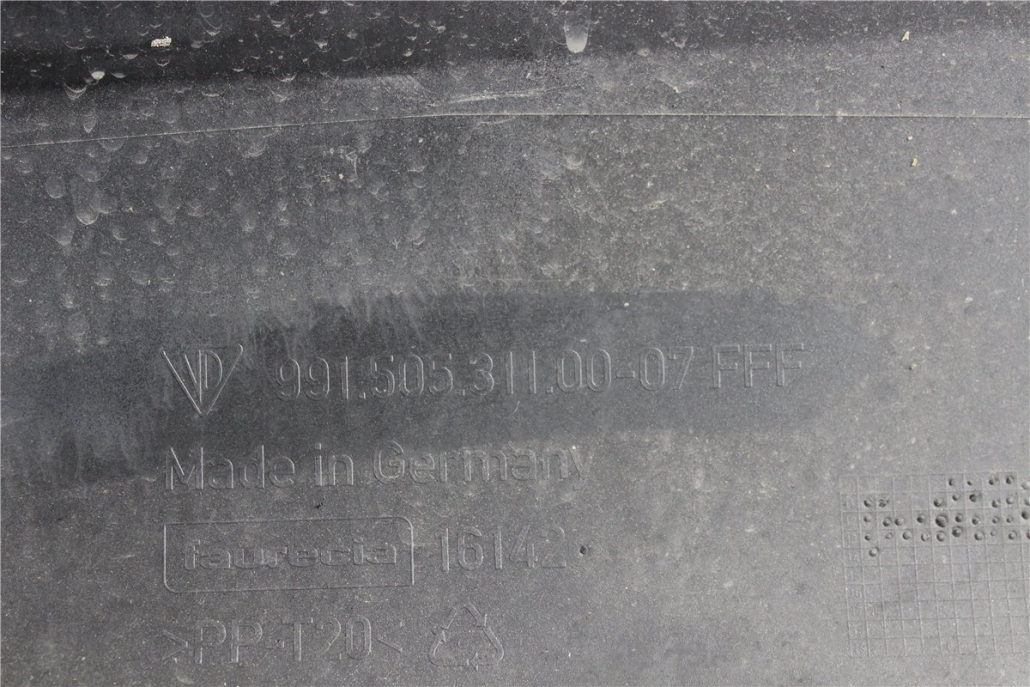 991.505.311.00-07 FFF
Made in Germany
faurecia 16142
>PP-T20<